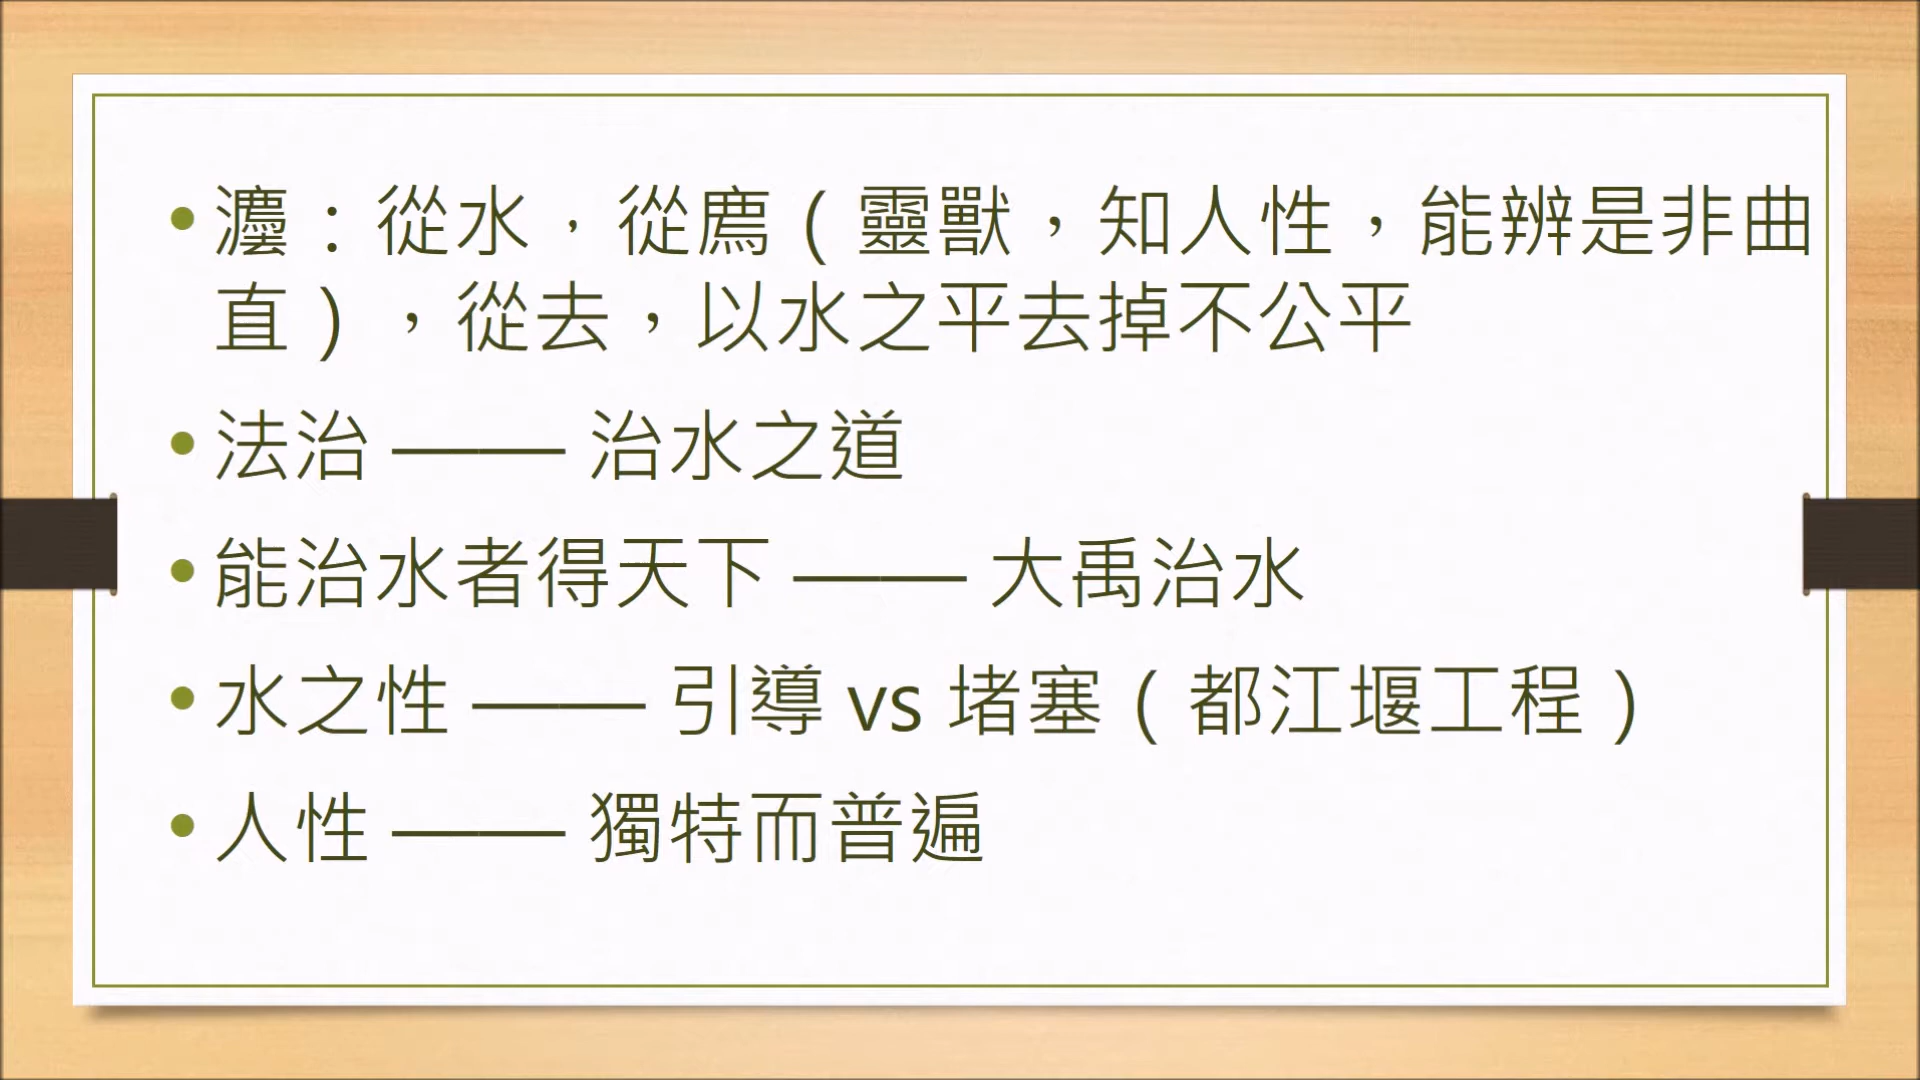 • 灋：從水，從廌（靈獸，知人性，能辨是非曲
直），從去，以水之平去掉不公平
• 法治 —— 治水之道
• 能治水者得天下 —— 大禹治水
• 水之性 —— 引導 vs 堵塞（都江堰工程）
• 人性 —— 獨特而普遍